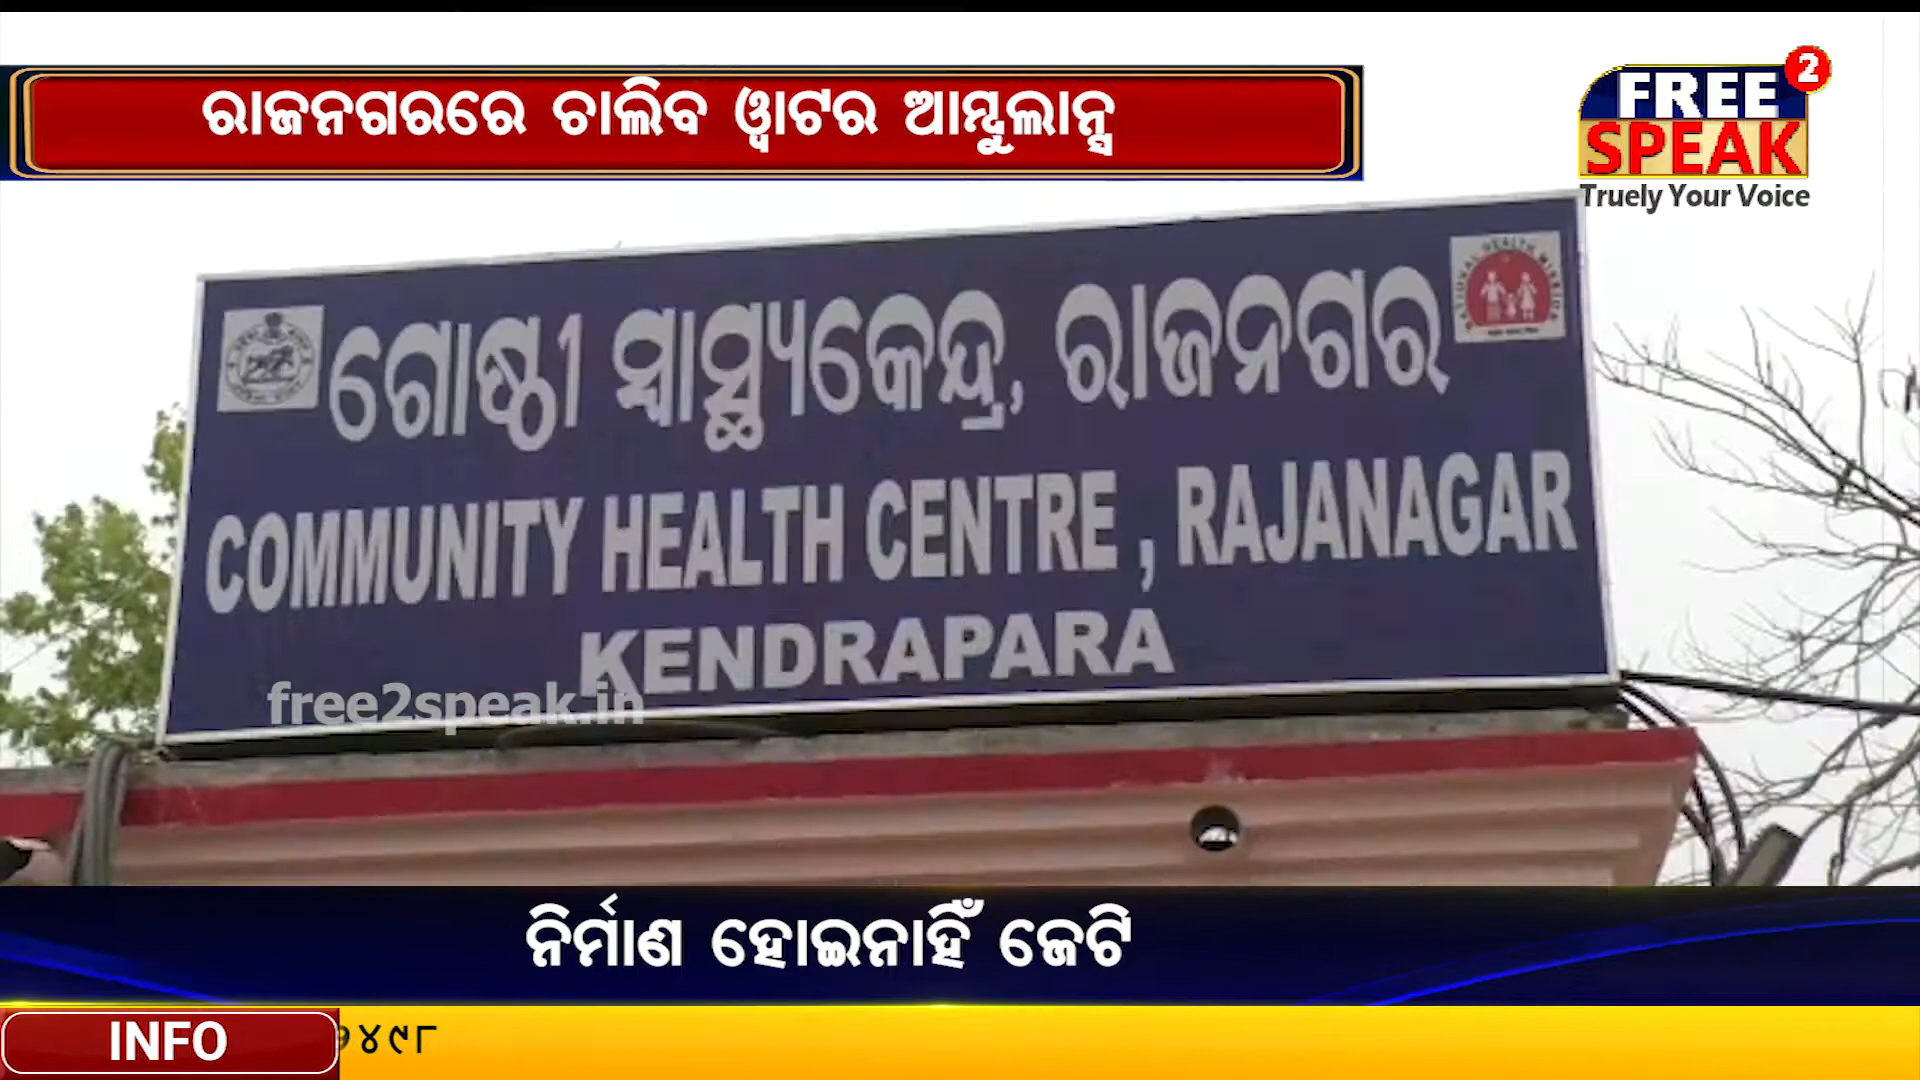 ରାଜନଗରରେ ଚାଲିବ ୱାଟର ଆମ୍ବୁଲାନ୍ସ
FREE 2
SPEAK
Truely Your Voice
ଗୋଷ୍ଠୀ ସ୍ୱାସ୍ଥ୍ୟକେନ୍ଦ୍ର, ରାଜନଗର
COMMUNITY HEALTH CENTRE , RAJANAGAR
KENDRAPARA
free2speak.in
ନିର୍ମାଣ ହୋଇନାହିଁ ଜେଟି
INFO
୪୯୮